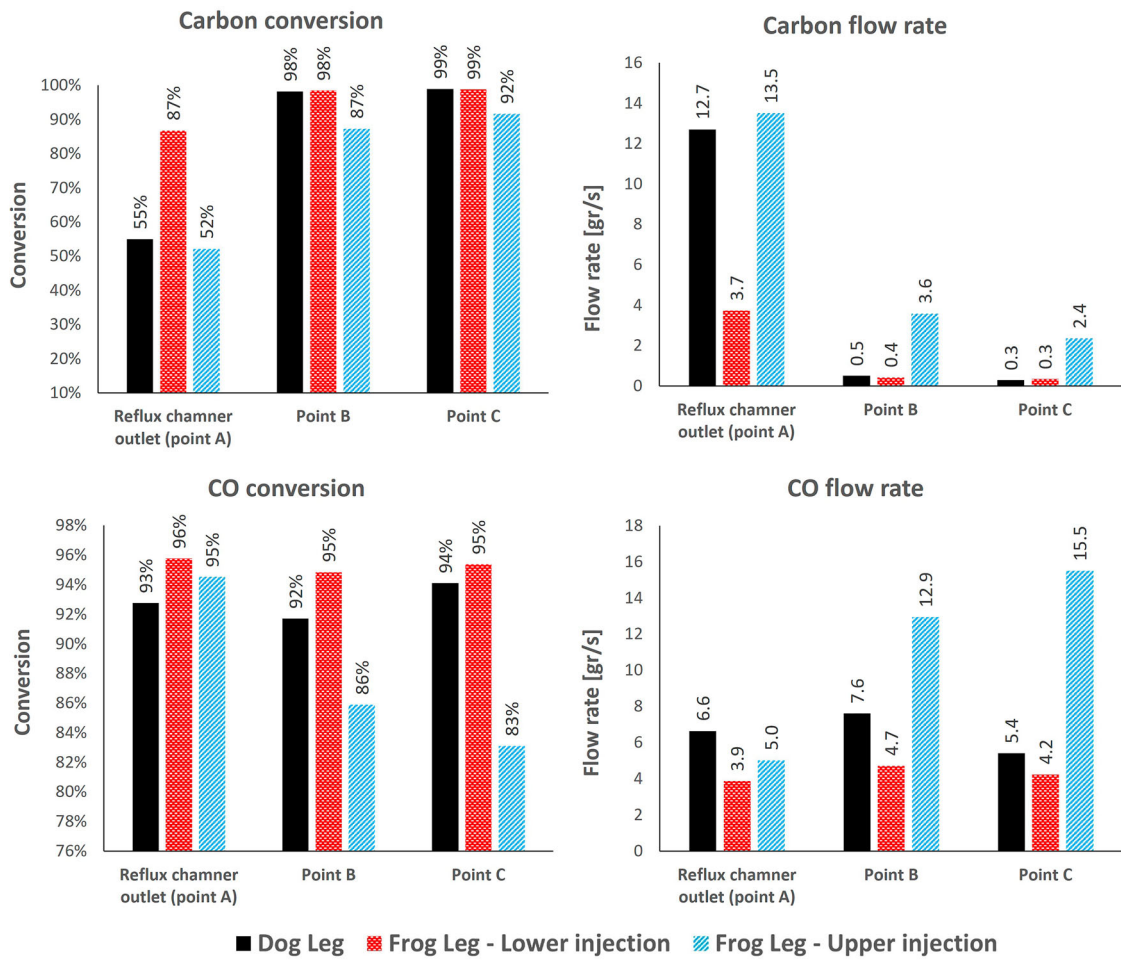 Carbon conversion
100%
90%
80%
70%
60%
50%
40%
30%
20%
10%
Conversion
55%
87%
52%
98%
98%
87%
99%
99%
92%
Reflux chamner
outlet (point A)
Point B
Point C
Carbon flow rate
16
14
12
10
8
6
4
2
0
Flow rate [gr/s]
12.7
3.7
13.5
0.5
0.4
3.6
0.3
0.3
2.4
Reflux chamner
outlet (point A)
Point B
Point C
CO conversion
98%
96%
94%
92%
90%
88%
86%
84%
82%
80%
78%
76%
Conversion
93%
96%
95%
92%
95%
86%
94%
95%
83%
Reflux chamner
outlet (point A)
Point B
Point C
CO flow rate
18
16
14
12
10
8
6
4
2
0
Flow rate [gr/s]
6.6
3.9
5.0
7.6
4.7
12.9
5.4
4.2
15.5
Reflux chamner
outlet (point A)
Point B
Point C
Dog Leg
Frog Leg - Lower injection
Frog Leg - Upper injection